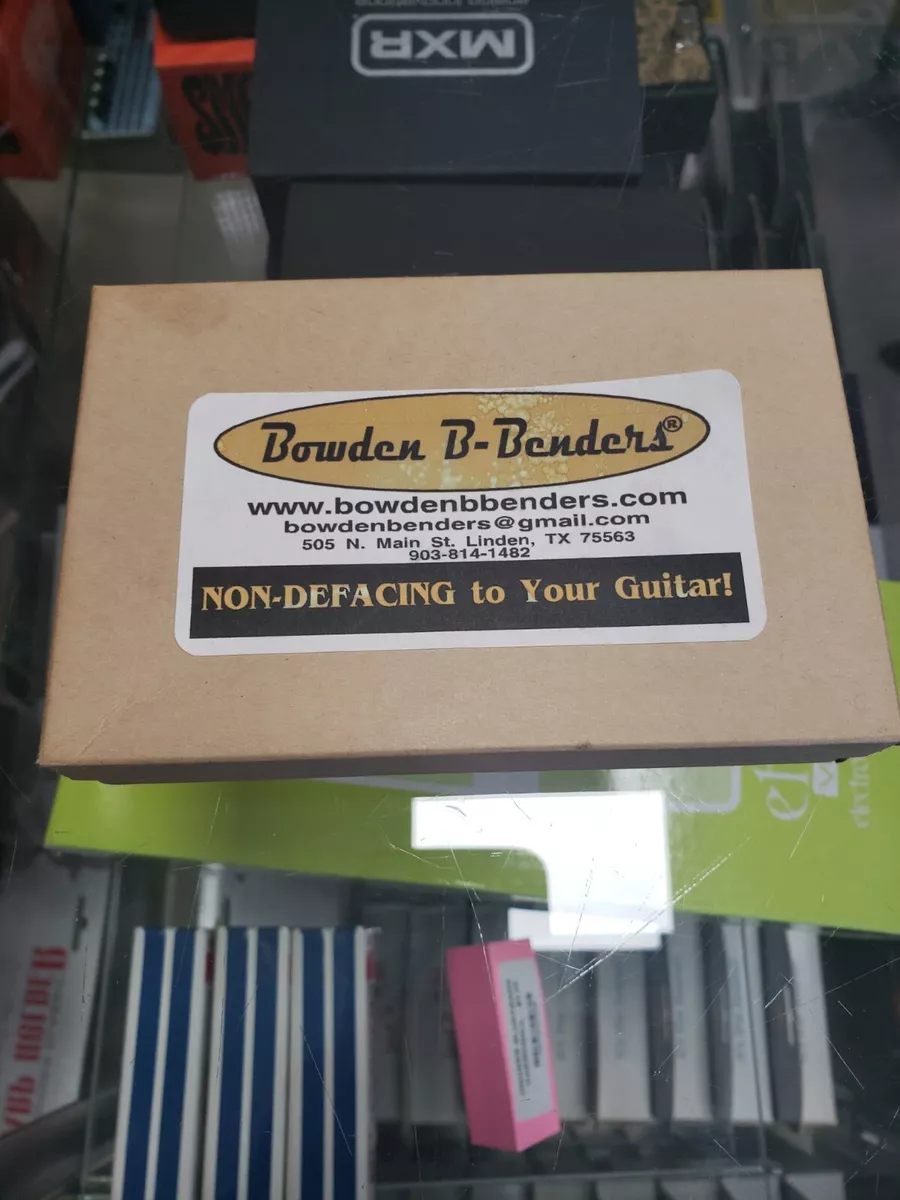 MXR
Bowden B-Benders®
www.bowdenbbenders.com
bowdenbenders@gmail.com
505 N. Main St. Linden, TX 75563
903-814-1482
NON-DEFACING to Your Guitar!